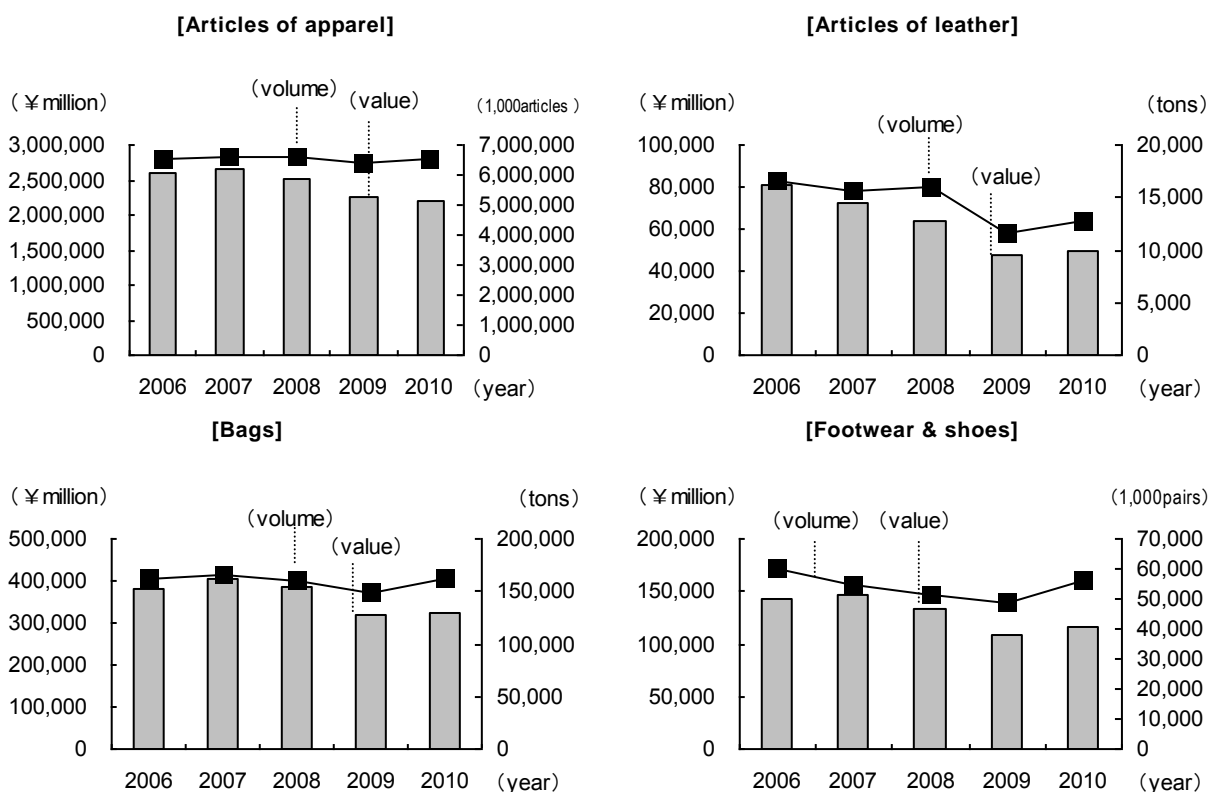 [Articles of apparel]
（￥million）
（volume）
（value）
（1,000articles ）
3,000,000
2,500,000
2,000,000
1,500,000
1,000,000
500,000
0
7,000,000
6,000,000
5,000,000
4,000,000
3,000,000
2,000,000
1,000,000
0
2006 2007 2008 2009 2010 （year）
[Articles of leather]
（￥million）
（volume）
（value）
（tons）
100,000
80,000
60,000
40,000
20,000
0
20,000
15,000
10,000
5,000
0
2006 2007 2008 2009 2010 （year）
[Bags]
（￥million）
（volume）
（value）
（tons）
500,000
400,000
300,000
200,000
100,000
0
200,000
150,000
100,000
50,000
0
2006 2007 2008 2009 2010 （year）
[Footwear & shoes]
（￥million）
（volume）
（value）
（1,000pairs）
200,000
150,000
100,000
50,000
0
70,000
60,000
50,000
40,000
30,000
20,000
10,000
0
2006 2007 2008 2009 2010 （year）